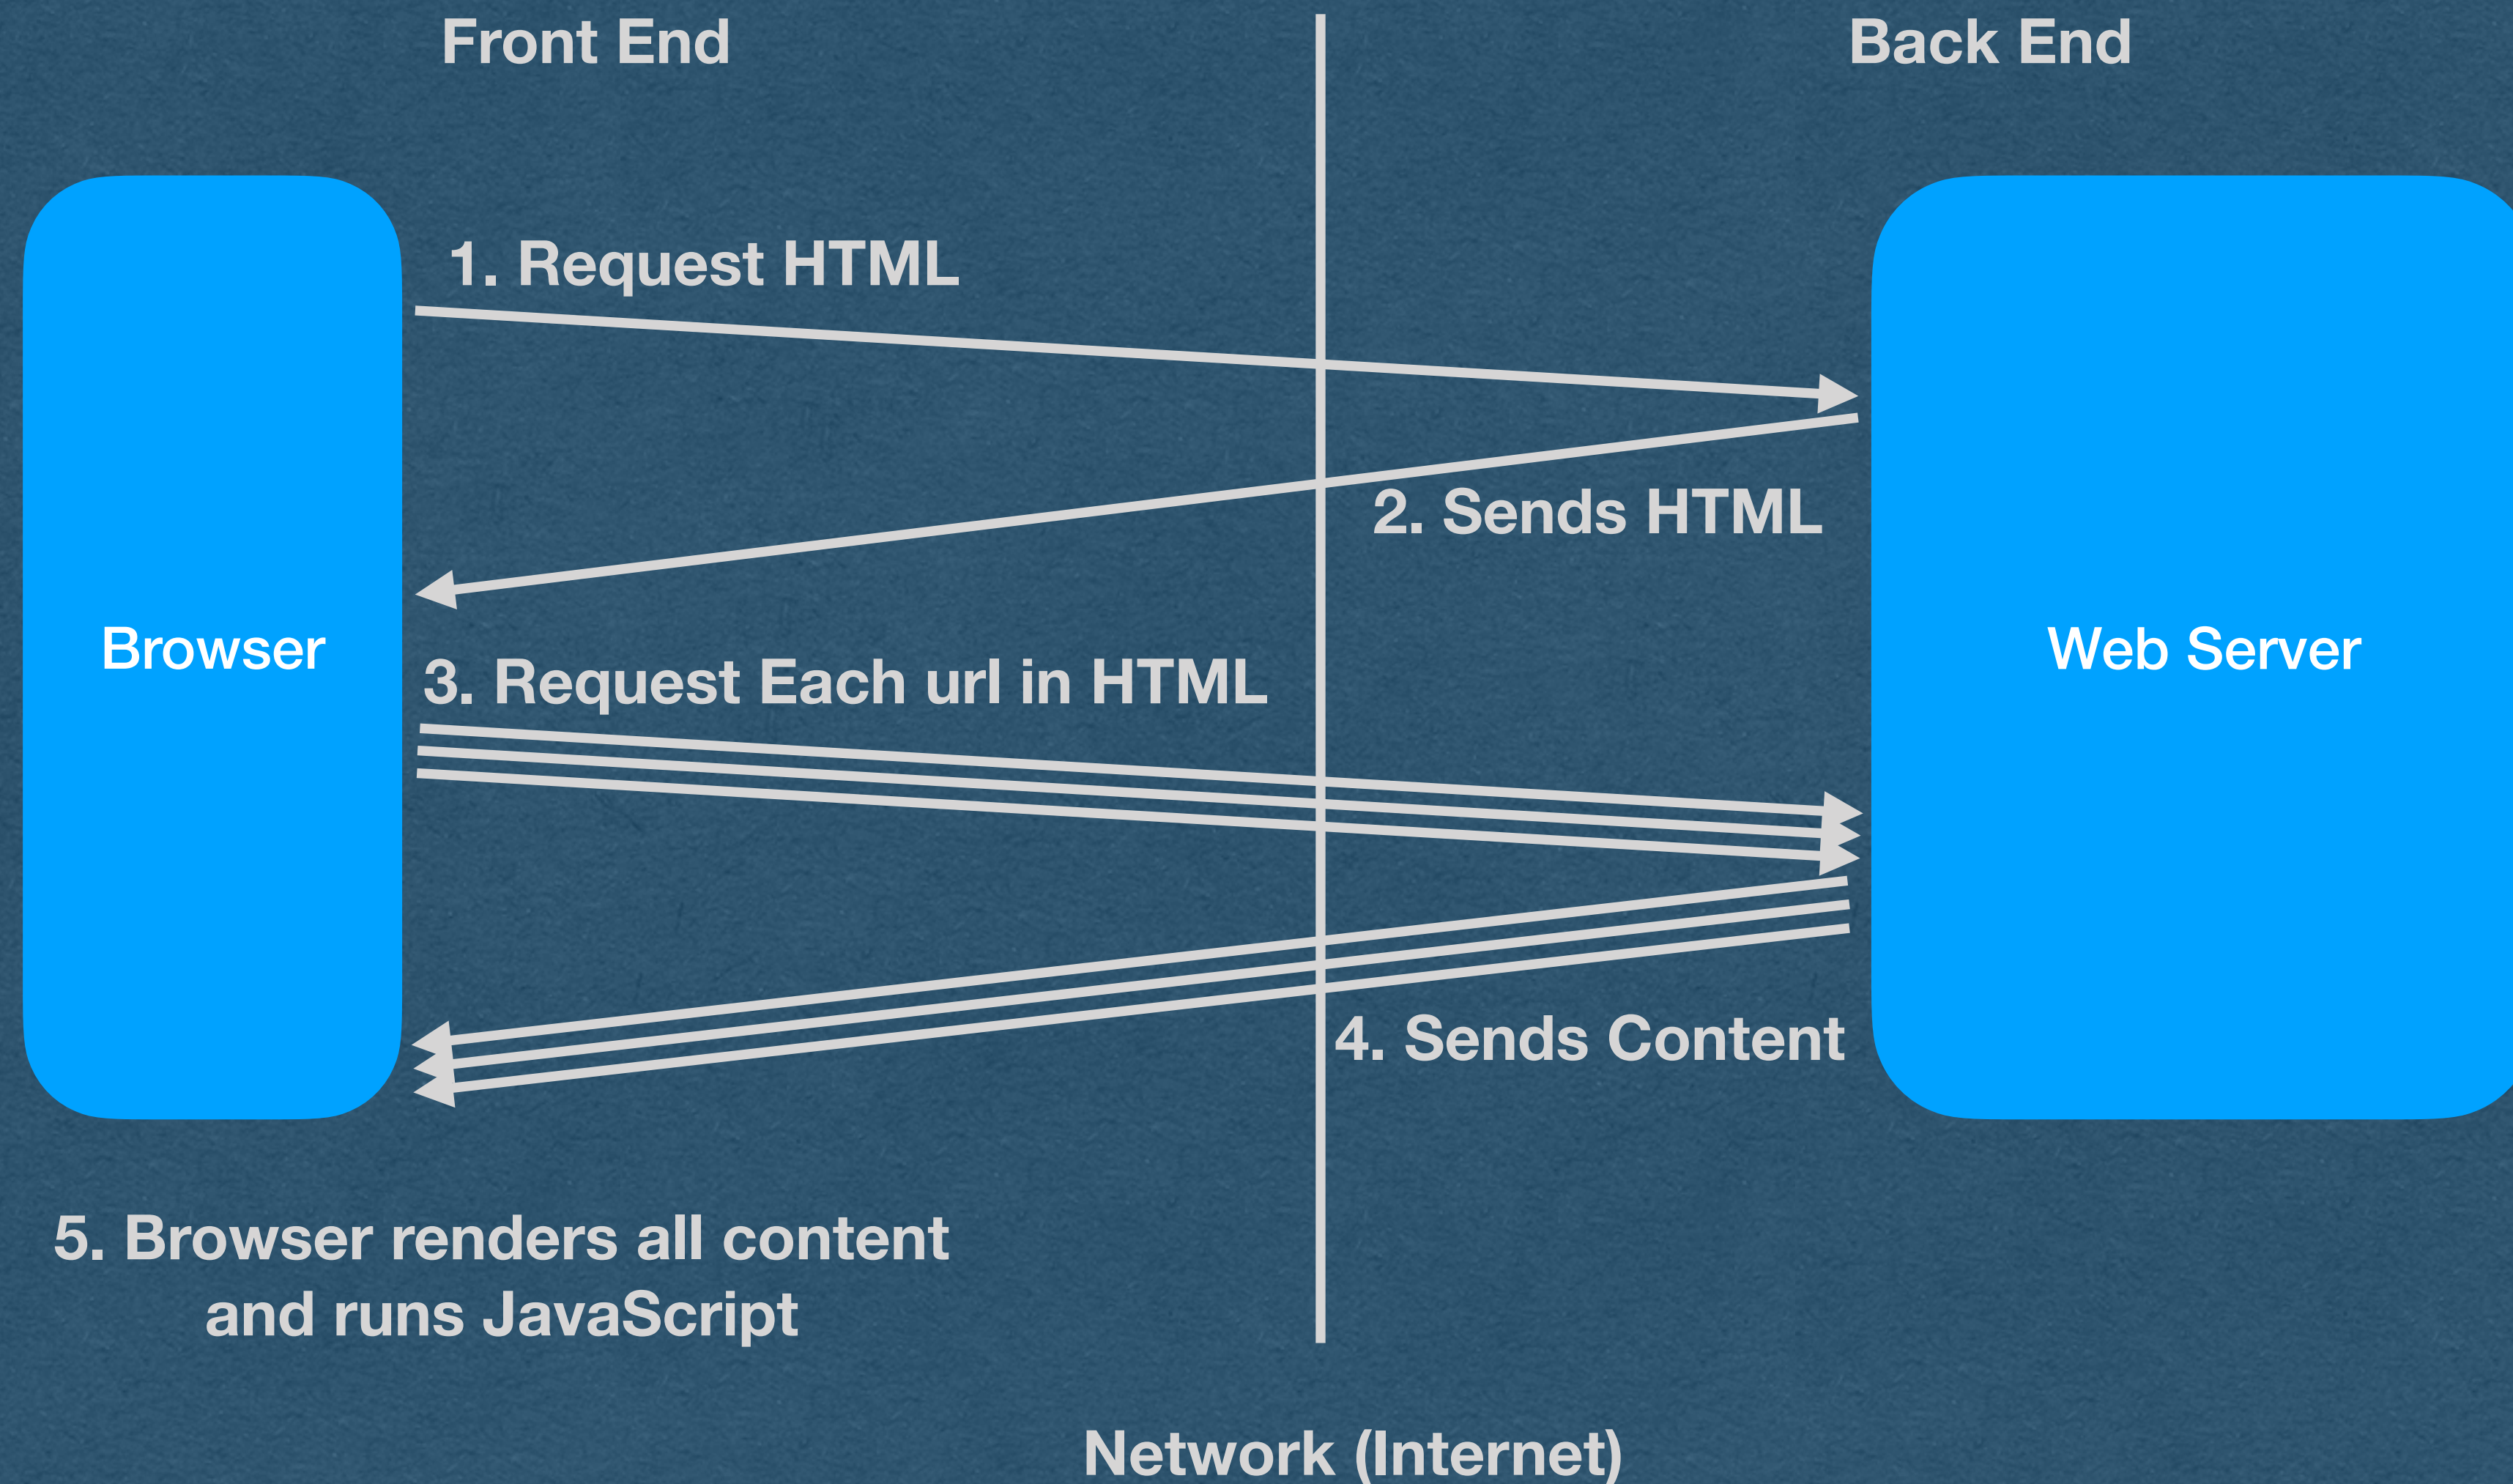 Front End
Back End
1. Request HTML
2. Sends HTML
Browser
Web Server
3. Request Each url in HTML
4. Sends Content
5. Browser renders all content
and runs JavaScript
Network (Internet)